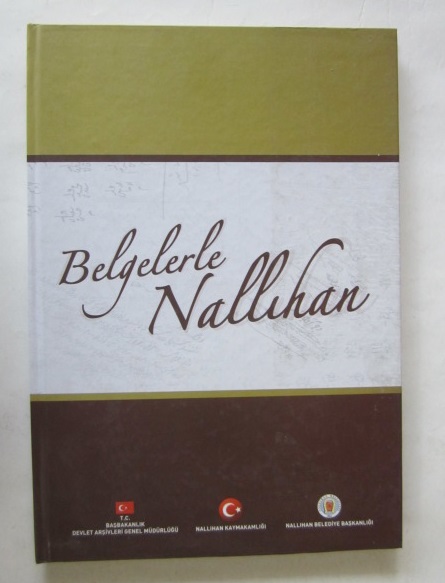 Belgelerle
Nallıhan
T.C.
BAŞBAKANLIK
DEVLET ARŞİVLERİ GENEL MÜDÜRLÜĞÜ
NALLIHAN KAYMAKAMLIĞI
NALLIHAN BELEDİYE BAŞKANLIĞI